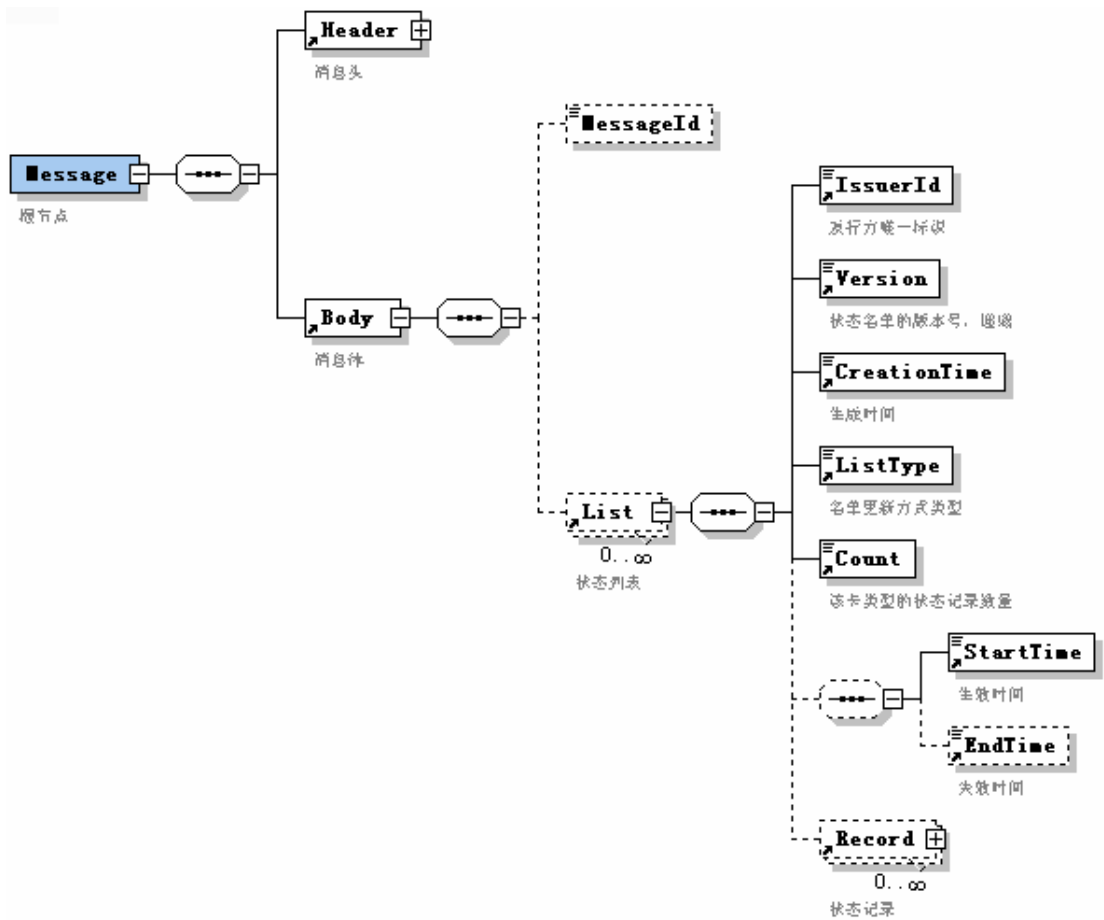 Header
消息头
MessageId
Message
根节点
IssuerId
发行方唯一标识
Version
状态名单的版本号，递增
Body
消息体
CreationTime
生成时间
ListType
名单更新方式类型
List
0..∞
状态列表
Count
该卡类型的状态记录数量
StartTime
生效时间
EndTime
失效时间
Record
0..∞
状态记录